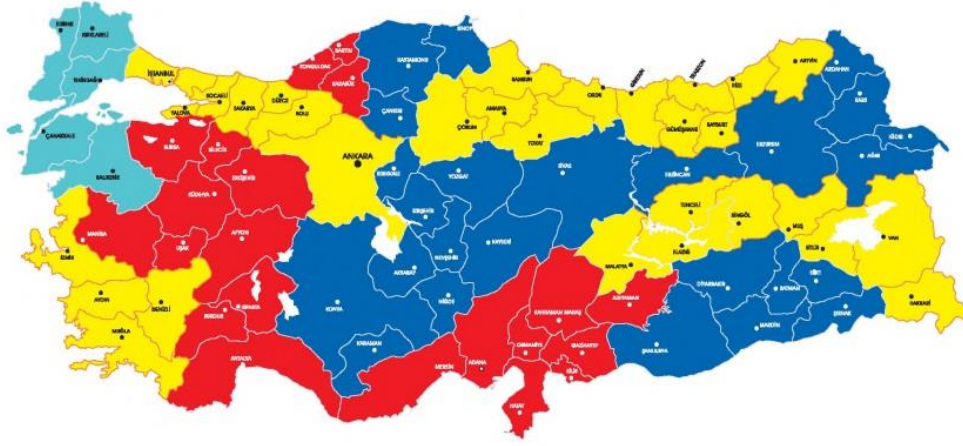 EDİRNE
KIRKLARELİ
TEKİRDAĞ
İSTANBUL
KOCAELİ
YALOVA
SAKARYA
DÜZCE
BOLU
ZONGULDAK
BARTIN
KARABÜK
KASTAMONU
SİNOP
ÇANKIRI
SAMSUN
AMASYA
ÇORUM
TOKAT
ORDU
GİRESUN
TRABZON
RİZE
ARTVİN
ARDAHAN
KARS
IĞDIR
AĞRI
GÜMÜŞHANE
BAYBURT
ERZURUM
ERZİNCAN
ÇANAKKALE
BALIKESİR
BURSA
BİLECİK
ESKİŞEHİR
KÜTAHYA
ANKARA
KIRIKKALE
YOZGAT
SİVAS
KIRŞEHİR
KAYSERİ
NEVŞEHİR
AKSARAY
NİĞDE
TUNCELİ
BİNGÖL
MUŞ
BİTLİS
VAN
ELAZIĞ
MALATYA
HAKKARİ
MANİSA
UŞAK
AFYON
İZMİR
AYDIN
DENİZLİ
MUĞLA
BURDUR
ISPARTA
ANTALYA
KONYA
KARAMAN
MERSİN
ADANA
OSMANİYE
KAHRAMAN MARAŞ
ADIYAMAN
GAZİANTEP
KİLİS
HATAY
ŞANLIURFA
DİYARBAKIR
BATMAN
SİİRT
MARDİN
ŞIRNAK